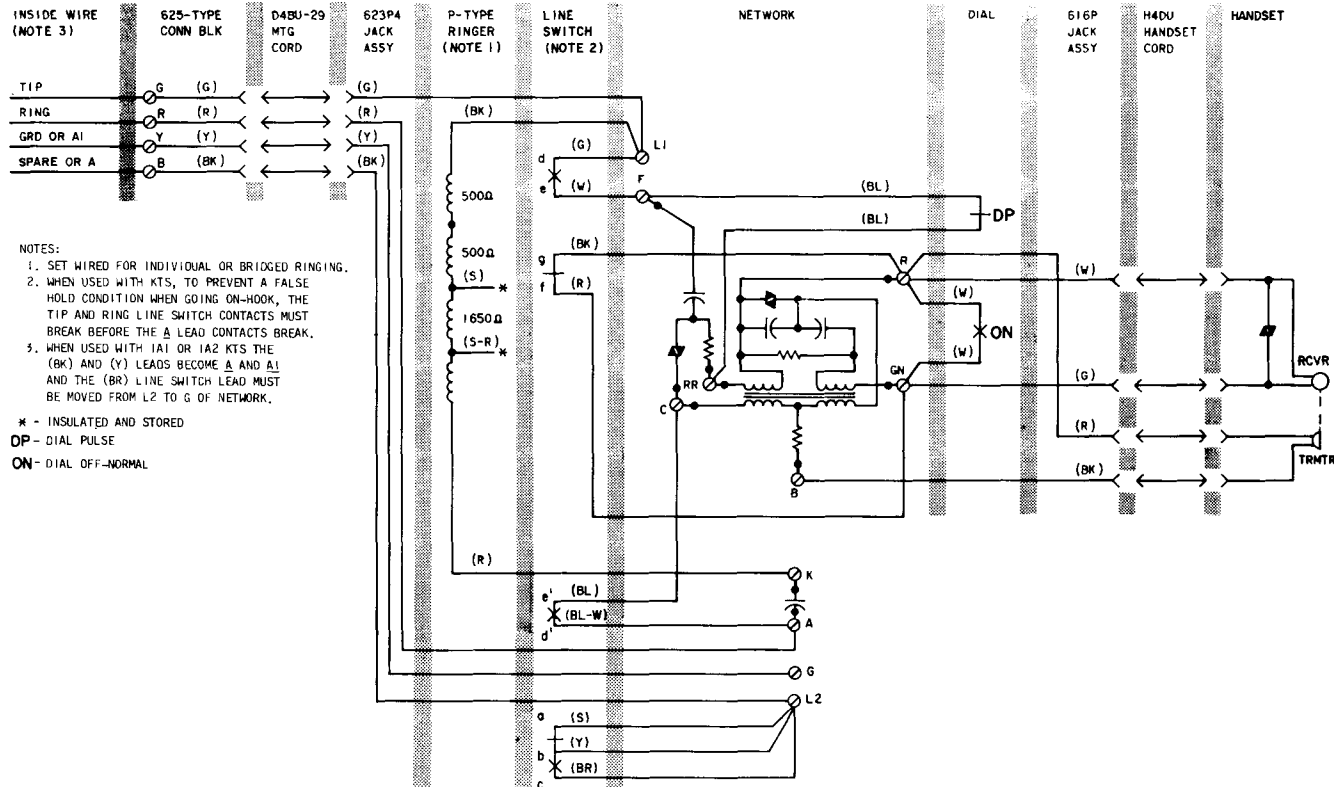 INSIDE WIRE
(NOTE 3)
625-TYPE
CONN BLK
D4BU-29
MTG
CORD
623P4
JACK
ASSY
P-TYPE
RINGER
(NOTE 1)
LINE
SWITCH
(NOTE 2)
NETWORK
DIAL
616P
JACK
ASSY
H4DU
HANDSET
CORD
HANDSET
TIP
G
(G)
(G)
RING
R
(R)
(R)
GRD OR A1
Y
(Y)
(Y)
SPARE OR A
B
(BK)
(BK)
(BK)
L1
d
(G)
e
(W)
F
(BL)
(BL)
DP
500Ω
500Ω
(S)
*
1650Ω
(S-R)
*
g
(BK)
f
(R)
R
(W)
(W)
ON
(W)
GN
RR
C
B
(G)
(R)
(BK)
RCVR
TRMTR
NOTES:
1. SET WIRED FOR INDIVIDUAL OR BRIDGED RINGING.
2. WHEN USED WITH KTS, TO PREVENT A FALSE
HOLD CONDITION WHEN GOING ON-HOOK, THE
TIP AND RING LINE SWITCH CONTACTS MUST
BREAK BEFORE THE A LEAD CONTACTS BREAK.
3. WHEN USED WITH 1A1 OR 1A2 KTS THE
(BK) AND (Y) LEADS BECOME A AND A1
AND THE (BR) LINE SWITCH LEAD MUST
BE MOVED FROM L2 TO G OF NETWORK.
* - INSULATED AND STORED
DP - DIAL PULSE
ON - DIAL OFF-NORMAL
(R)
K
e'
(BL)
(BL-W)
d'
A
G
L2
a
(S)
(Y)
b
(BR)
c